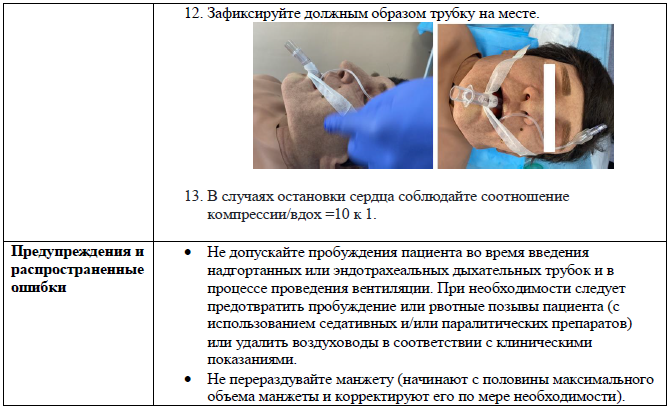 12. Зафиксируйте должным образом трубку на месте.
13. В случаях остановки сердца соблюдайте соотношение
компрессии/вдох =10 к 1.
Предупреждения и
распространенные
ошибки
• Не допускайте пробуждения пациента во время введения
надгортанных или эндотрахеальных дыхательных трубок и в
процессе проведения вентиляции. При необходимости следует
предотвратить пробуждение или рвотные позывы пациента (с
использованием седативных и/или паралитических препаратов)
или удалить воздуховоды в соответствии с клиническими
показаниями.
• Не перераздувайте манжету (начинают с половины максимального
объема манжеты и корректируют его по мере необходимости).